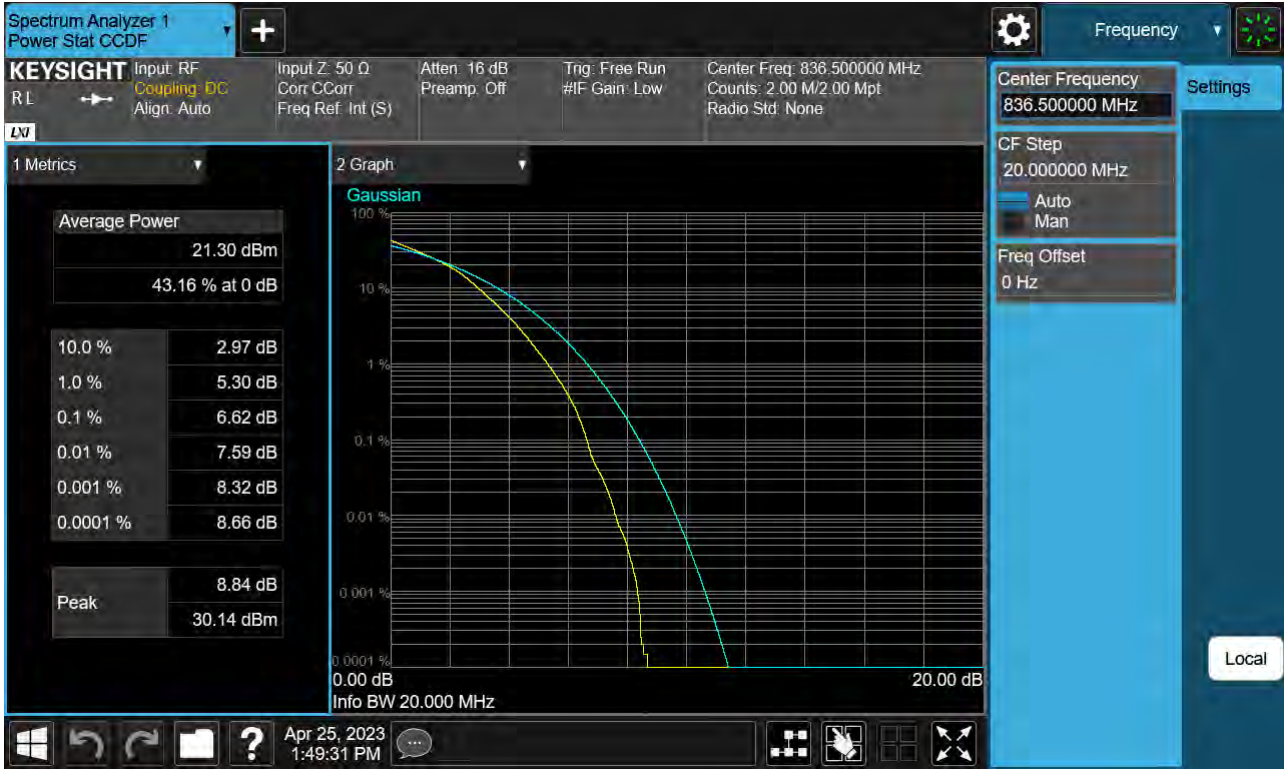 Spectrum Analyzer 1
Power Stat CCDF
Frequency
KEYSIGHT
R L
LXI
Input: RF
Coupling: DC
Align: Auto
Input Z: 50 Ω
Corr CCorr
Freq Ref: Int (S)
Atten: 16 dB
Preamp: Off
Trig: Free Run
#IF Gain: Low
Center Freq: 836.500000 MHz
Counts: 2.00 M/2.00 Mpt
Radio Std: None
Center Frequency
836.500000 MHz
Settings
CF Step
20.000000 MHz
Auto
Man
Freq Offset
0 Hz
1 Metrics
Average Power
21.30 dBm
43.16 % at 0 dB
10.0 % 2.97 dB
1.0 % 5.30 dB
0.1 % 6.62 dB
0.01 % 7.59 dB
0.001 % 8.32 dB
0.0001 % 8.66 dB
Peak
8.84 dB
30.14 dBm
2 Graph
Gaussian
100 %
10 %
1 %
0.1 %
0.01 %
0.001 %
0.0001 %
0.00 dB
20.00 dB
Info BW 20.000 MHz
Local
?
Apr 25, 2023
1:49:31 PM